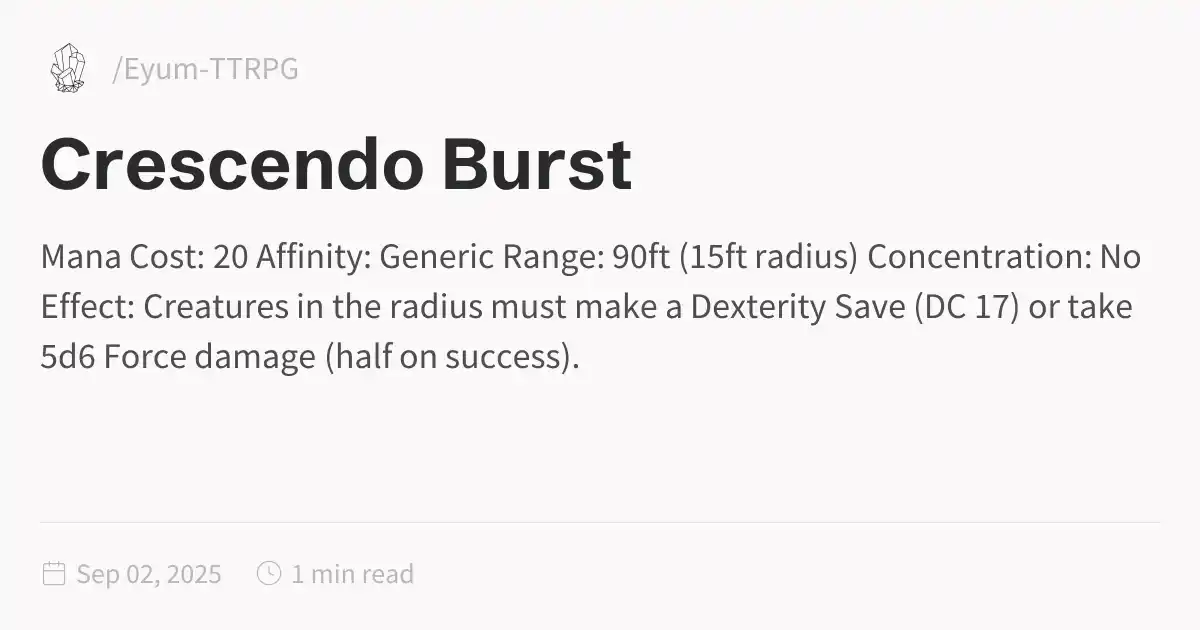 /Eyum-TTRPG
Crescendo Burst
Mana Cost: 20 Affinity: Generic Range: 90ft (15ft radius) Concentration: No
Effect: Creatures in the radius must make a Dexterity Save (DC 17) or take
5d6 Force damage (half on success).
Sep 02, 2025 1 min read